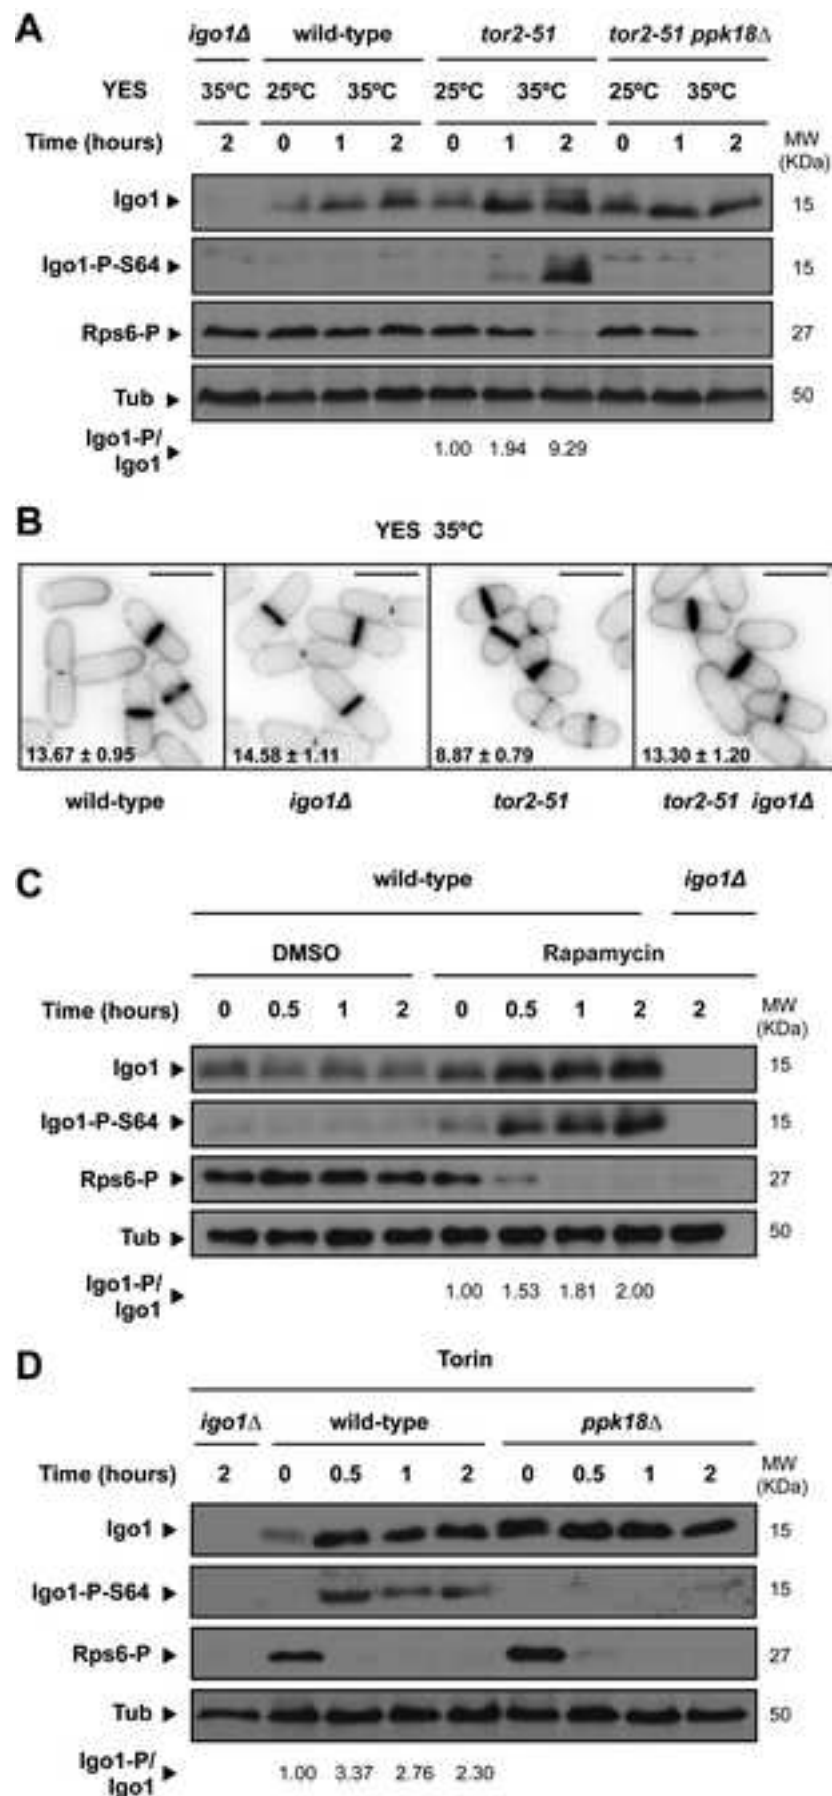 A
igo1Δ wild-type tor2-51 tor2-51 ppk18Δ
YES 35ºC 25ºC 35ºC 25ºC 35ºC 25ºC 35ºC
Time (hours) 2 0 1 2 0 1 2 0 1 2 MW
(KDa)
Igo1 15
Igo1-P-S64 15
Rps6-P 27
Tub 50
Igo1-P/
Igo1 1.00 1.94 9.29
B
YES 35ºC
13.67 ± 0.95 14.58 ± 1.11 8.87 ± 0.79 13.30 ± 1.20
wild-type igo1Δ tor2-51 tor2-51 igo1Δ
C
wild-type igo1Δ
DMSO Rapamycin
Time (hours) 0 0.5 1 2 0 0.5 1 2 2 MW
(KDa)
Igo1 15
Igo1-P-S64 15
Rps6-P 27
Tub 50
Igo1-P/
Igo1 1.00 1.53 1.81 2.00
D
Torin
igo1Δ wild-type ppk18Δ
Time (hours) 2 0 0.5 1 2 0 0.5 1 2 MW
(KDa)
Igo1 15
Igo1-P-S64 15
Rps6-P 27
Tub 50
Igo1-P/
Igo1 1.00 3.37 2.76 2.30